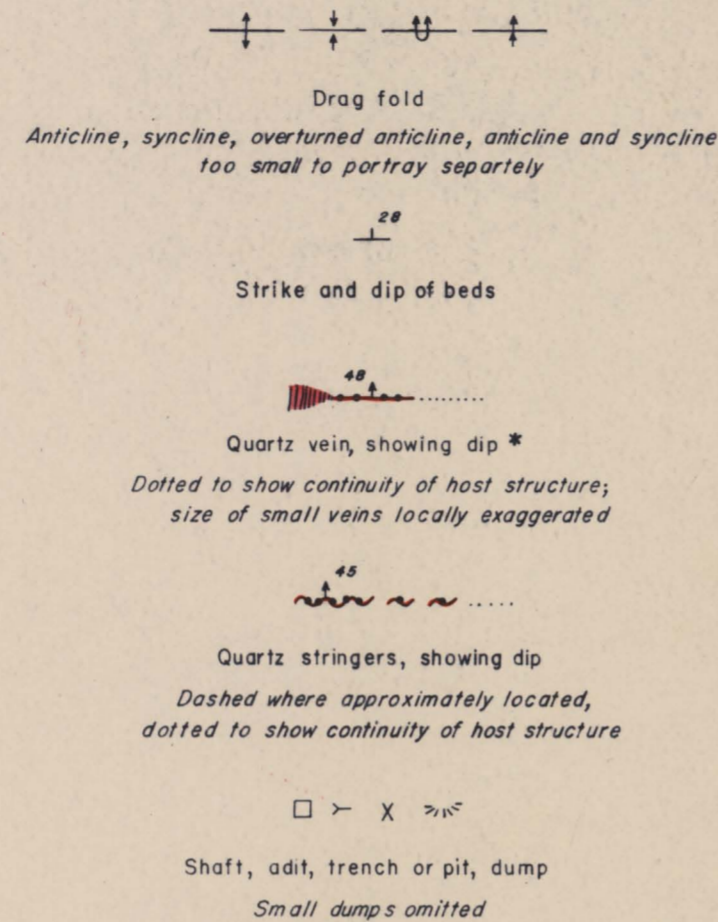 Drag fold
Anticline, syncline, overturned anticline, anticline and syncline
too small to portray separtely
28
Strike and dip of beds
48
Quartz vein, showing dip *
Dotted to show continuity of host structure;
size of small veins locally exaggerated
45
Quartz stringers, showing dip
Dashed where approximately located,
dotted to show continuity of host structure
Shaft, adit, trench or pit, dump
Small dumps omitted